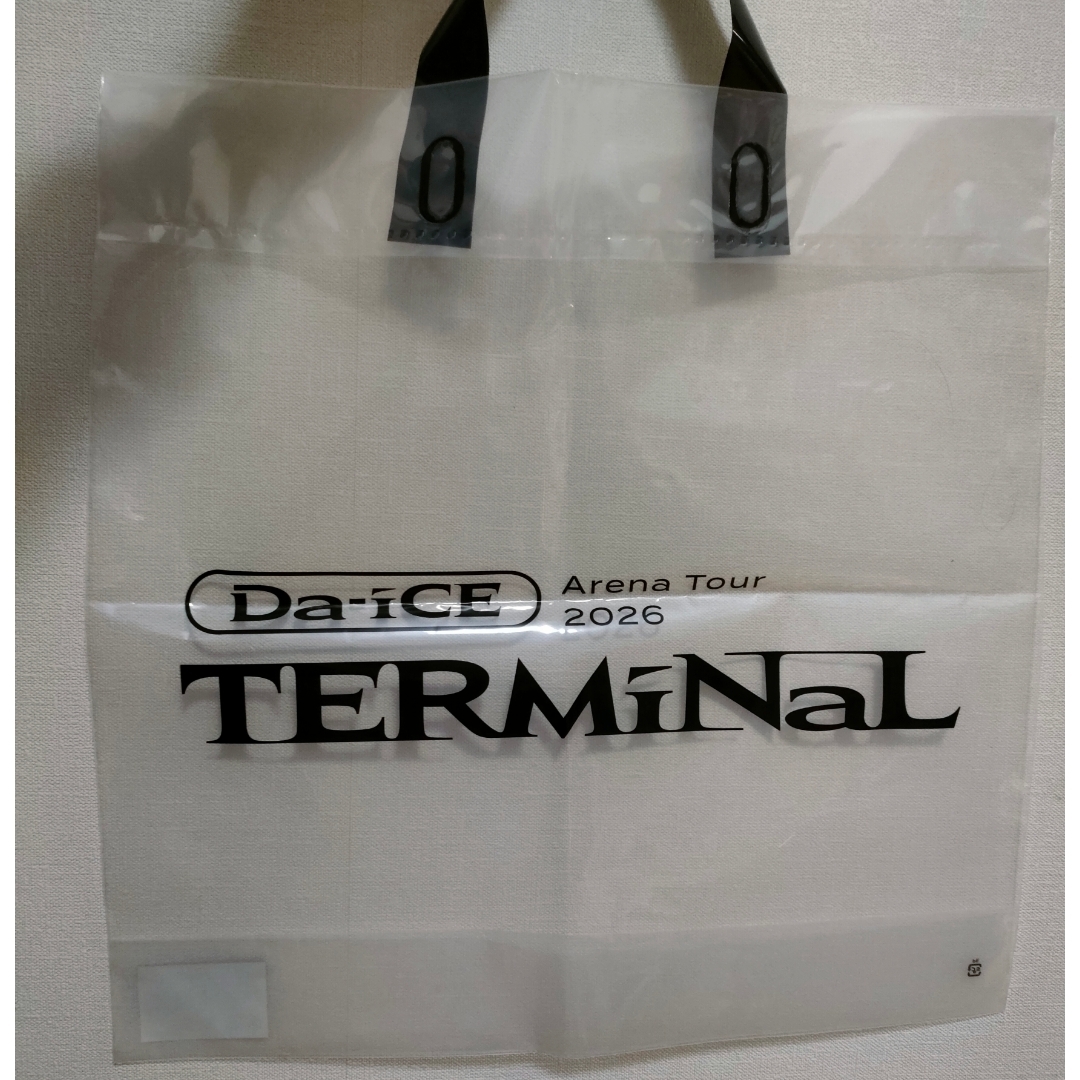 Da-iCE
Arena Tour
2026
TERMiNaL